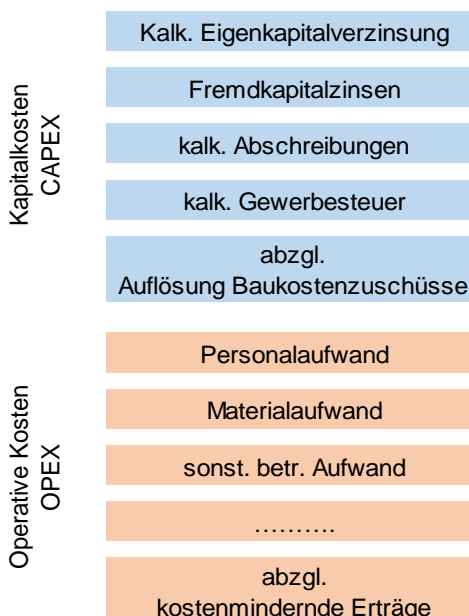 Kapitalkosten
CAPEX
Kalk. Eigenkapitalverzinsung
Fremdkapitalzinsen
kalk. Abschreibungen
kalk. Gewerbesteuer
abzgl.
Auflösung Baukostenzuschüsse
Operative Kosten
OPEX
Personalaufwand
Materialaufwand
sonst. betr. Aufwand
……….
abzgl.
kostenmindernde Erträge